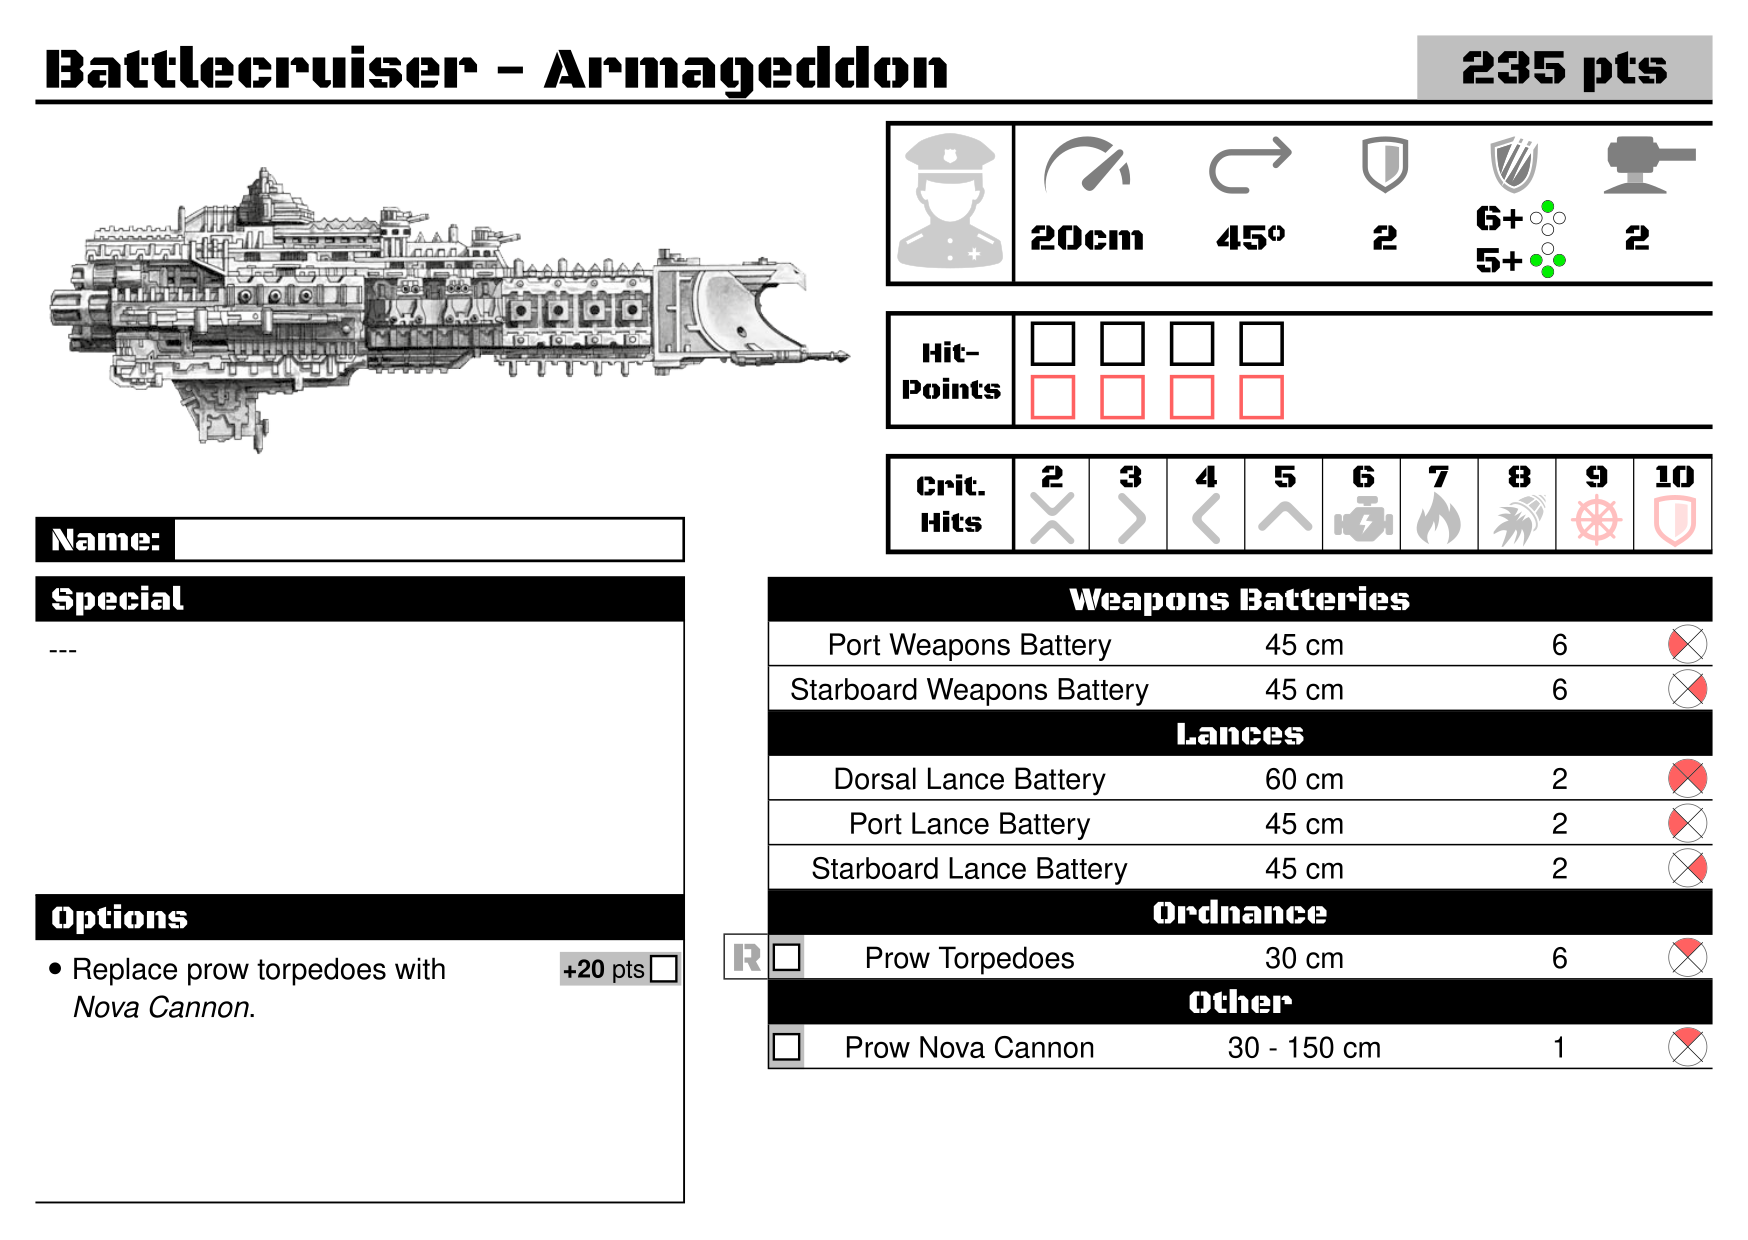 Battlecruiser - Armageddon
235 pts
20cm 45º 2 6+ 5+ 2
Hit-
Points
Crit.
Hits
2 3 4 5 6 7 8 9 10
Name:
Special
---
Options
• Replace prow torpedoes with +20 pts
Nova Cannon.
Weapons Batteries
Port Weapons Battery 45 cm 6
Starboard Weapons Battery 45 cm 6
Lances
Dorsal Lance Battery 60 cm 2
Port Lance Battery 45 cm 2
Starboard Lance Battery 45 cm 2
Ordnance
R Prow Torpedoes 30 cm 6
Other
Prow Nova Cannon 30 - 150 cm 1